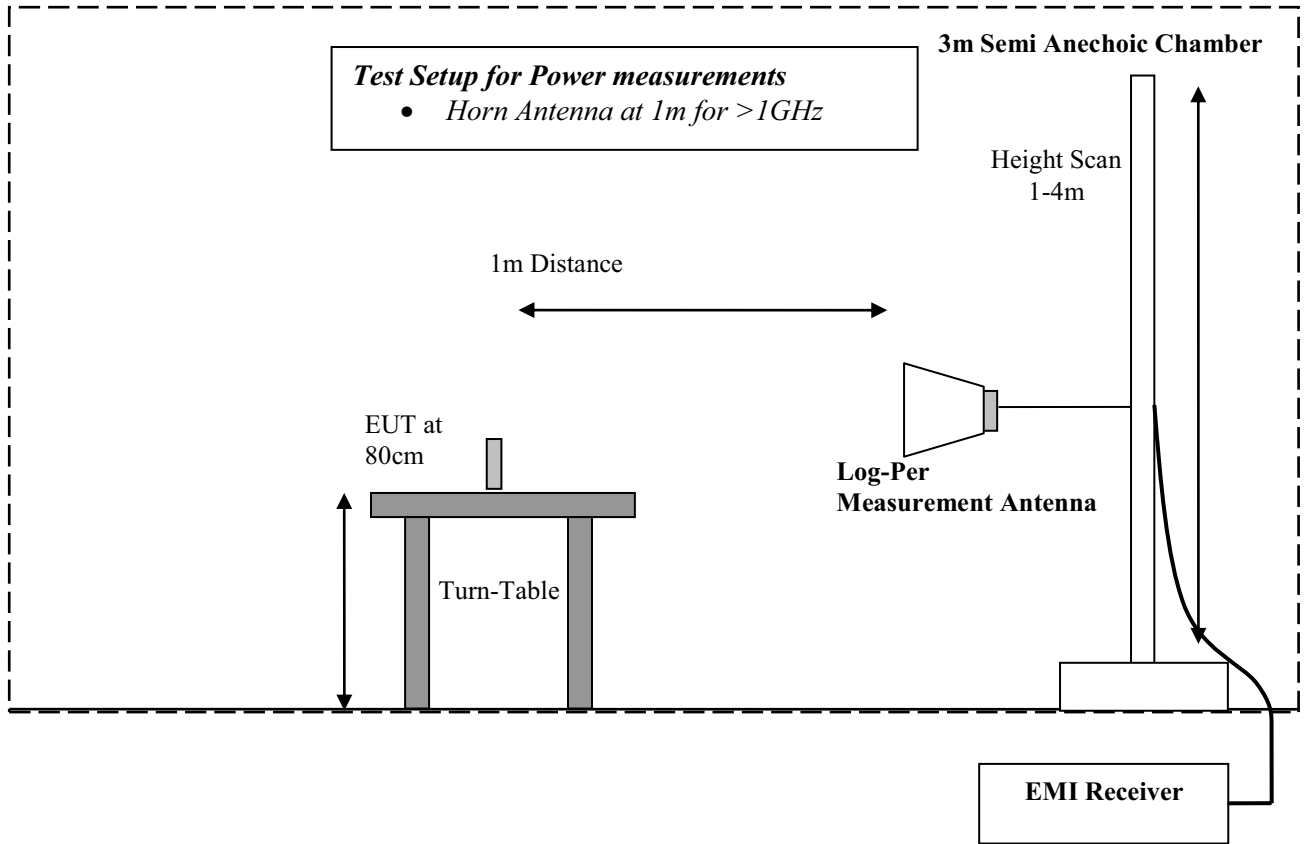 3m Semi Anechoic Chamber
Test Setup for Power measurements
• Horn Antenna at 1m for >1GHz
Height Scan
1-4m
1m Distance
EUT at
80cm
Log-Per
Measurement Antenna
Turn-Table
EMI Receiver